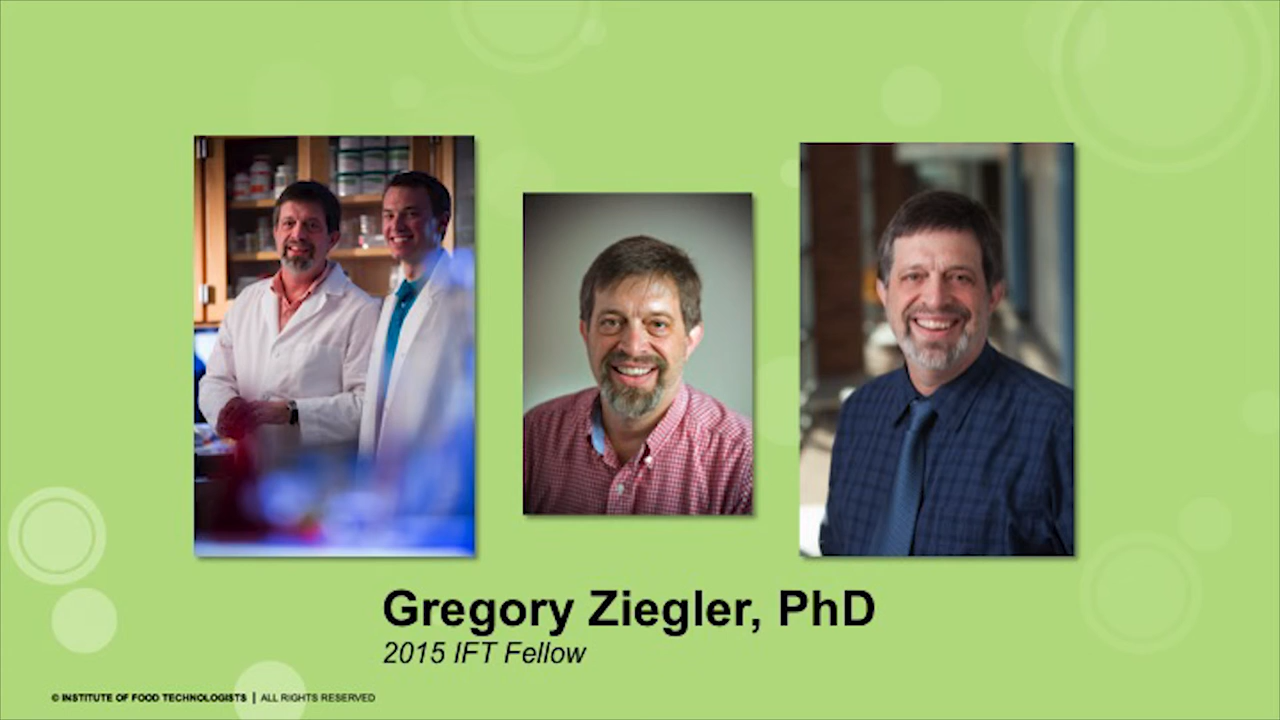 Gregory Ziegler, PhD
2015 IFT Fellow
© INSTITUTE OF FOOD TECHNOLOGISTS | ALL RIGHTS RESERVED